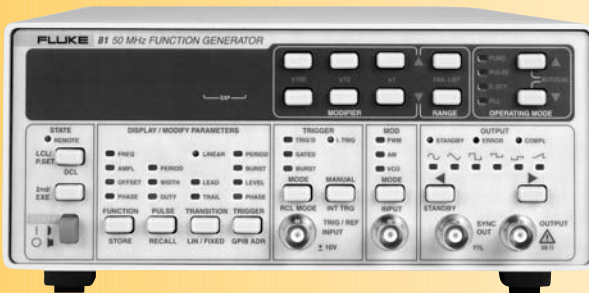 FLUKE 81 50 MHz FUNCTION GENERATOR
EXP
MODIFIER
FAIL LIST
RANGE
FUNC
PULSE
PLL
AUTOCAL
OPERATING MODE
STATE
REMOTE
LCL/
P.SET
DCL
2nd/
EXE
DISPLAY / MODIFY PARAMETERS
FREQ
LINEAR
PERIOD
AMPL
PERIOD
BURST
OFFSET
WIDTH
LEAD
LEVEL
PHASE
DUTY
TRAIL
PHASE
FUNCTION
PULSE
TRANSITION
TRIGGER
STORE
RECALL
LIN / FIXED
GPIB ADR
TRIGGER
TRIG'D
I.TRIG
GATED
BURST
MODE
MANUAL
RCL MODE
INT TRG
TRIG / REF
INPUT
± 10V
MOD
PWM
AM
VCO
MODE
INPUT
OUTPUT
STANDBY
ERROR
COMPL
STANDBY
SYNC
OUT
TTL
OUTPUT
50 Ω